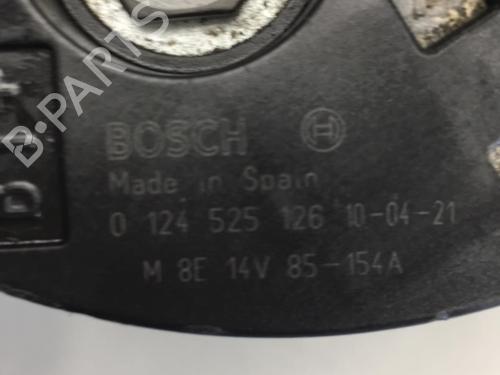 B-PARTS
BOSCH
Made in Spain
0 124 525 126 10-04-21
M 8E 14V 85-154A